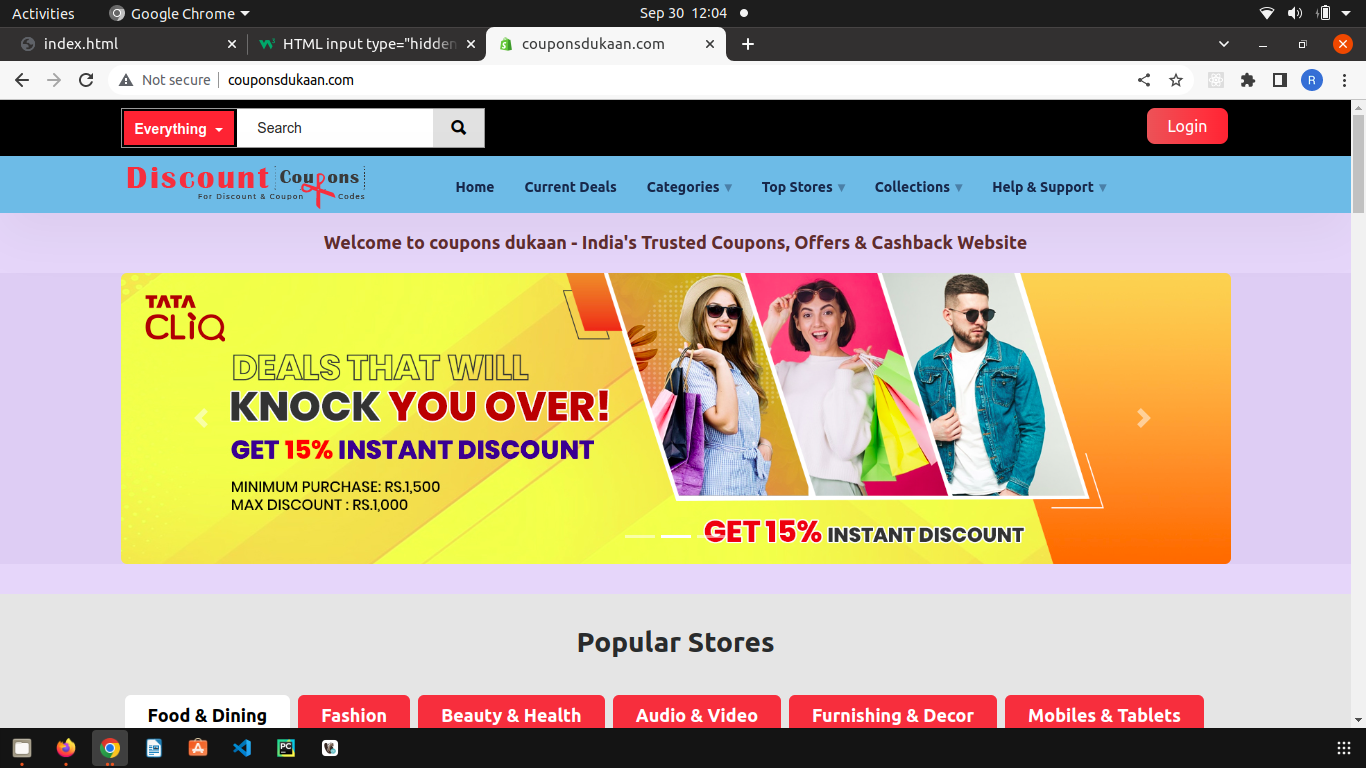 Activities
Google Chrome
Sep 30 12:04
index.html
HTML input type="hidden
couponsdukaan.com
Not secure
couponsdukaan.com
R
Everything
Search
Login
Discount Coupons
For Discount & Coupon Codes
Home
Current Deals
Categories ▾
Top Stores ▾
Collections ▾
Help & Support ▾
Welcome to coupons dukaan - India's Trusted Coupons, Offers & Cashback Website
TATA
CLiQ
DEALS THAT WILL
KNOCK YOU OVER!
GET 15% INSTANT DISCOUNT
MINIMUM PURCHASE: RS.1,500
MAX DISCOUNT : RS.1,000
GET 15% INSTANT DISCOUNT
Popular Stores
Food & Dining
Fashion
Beauty & Health
Audio & Video
Furnishing & Decor
Mobiles & Tablets
PC